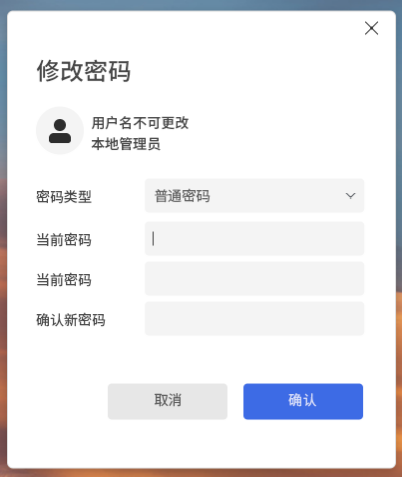 修改密码
用户名不可更改
本地管理员
密码类型
普通密码
当前密码
当前密码
确认新密码
取消
确认